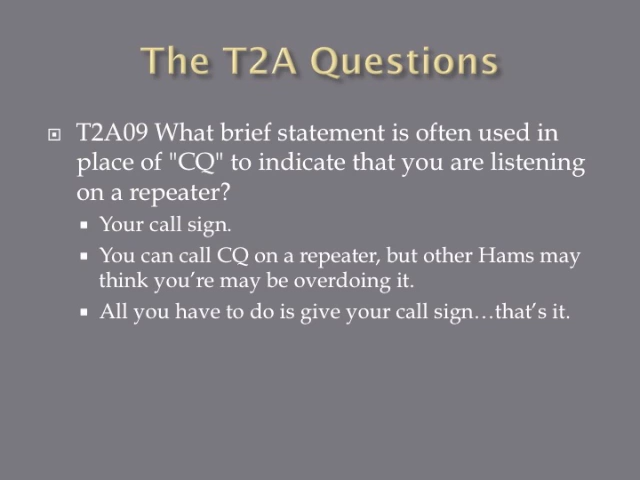 The T2A Questions
T2A09 What brief statement is often used in
place of "CQ" to indicate that you are listening
on a repeater?
Your call sign.
You can call CQ on a repeater, but other Hams may
think you’re may be overdoing it.
All you have to do is give your call sign…that’s it.